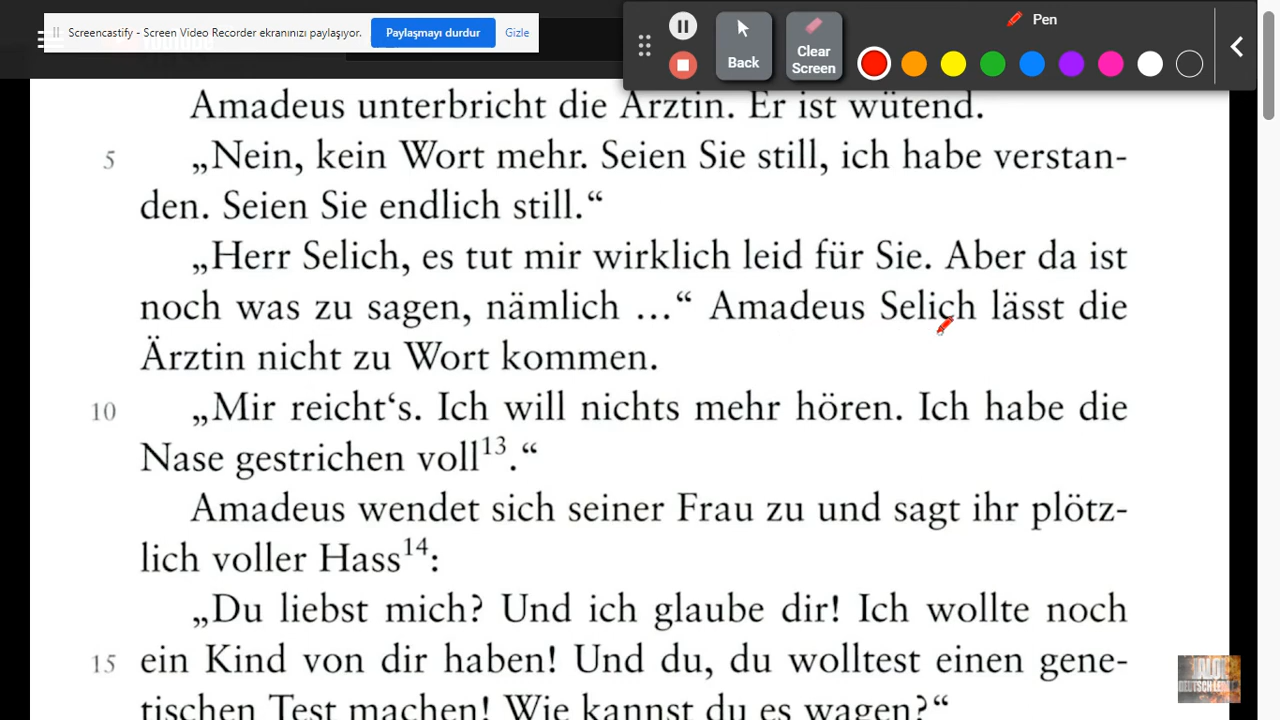 Screencastify - Screen Video Recorder ekranınızı paylaşıyor. Paylaşmayı durdur Gizle
Pen
Back
Clear
Screen
Amadeus unterbricht die Ärztin. Er ist wütend.
5 „Nein, kein Wort mehr. Seien Sie still, ich habe verstan-
den. Seien Sie endlich still.“
„Herr Selich, es tut mir wirklich leid für Sie. Aber da ist
noch was zu sagen, nämlich ...“ Amadeus Selich lässt die
Ärztin nicht zu Wort kommen.
10 „Mir reicht‘s. Ich will nichts mehr hören. Ich habe die
Nase gestrichen voll¹³.“
Amadeus wendet sich seiner Frau zu und sagt ihr plötz-
lich voller Hass¹⁴:
„Du liebst mich? Und ich glaube dir! Ich wollte noch
15 ein Kind von dir haben! Und du, du wolltest einen gene-
tischen Test machen! Wie kannst du es wagen?“